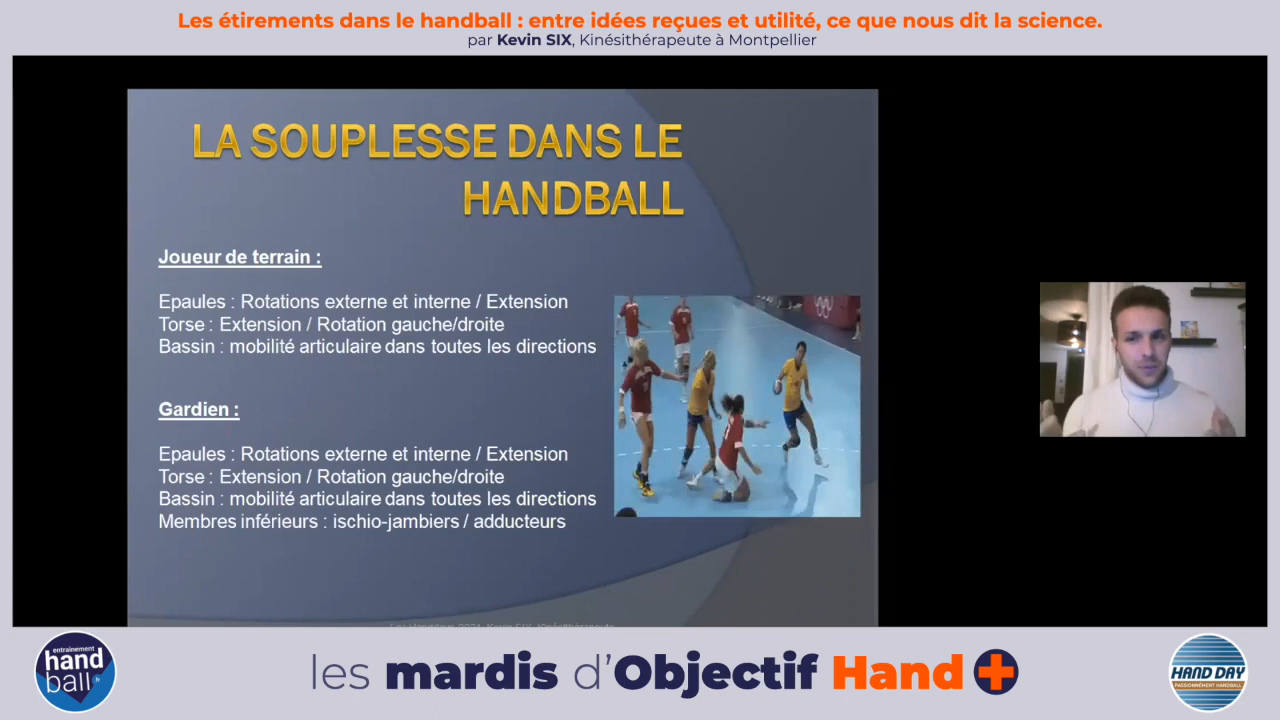 Les étirements dans le handball : entre idées reçues et utilité, ce que nous dit la science.
par Kevin SIX, Kinésithérapeute à Montpellier
LA SOUPLESSE DANS LE
HANDBALL
Joueur de terrain :
Epaules : Rotations externe et interne / Extension
Torse : Extension / Rotation gauche/droite
Bassin : mobilité articulaire dans toutes les directions
Gardien :
Epaules : Rotations externe et interne / Extension
Torse : Extension / Rotation gauche/droite
Bassin : mobilité articulaire dans toutes les directions
Membres inférieurs : ischio-jambiers / adducteurs
entrainement
hand
ball
les mardis d'Objectif Hand+
HAND DAY
PASSIONNÉMENT HANDBALL